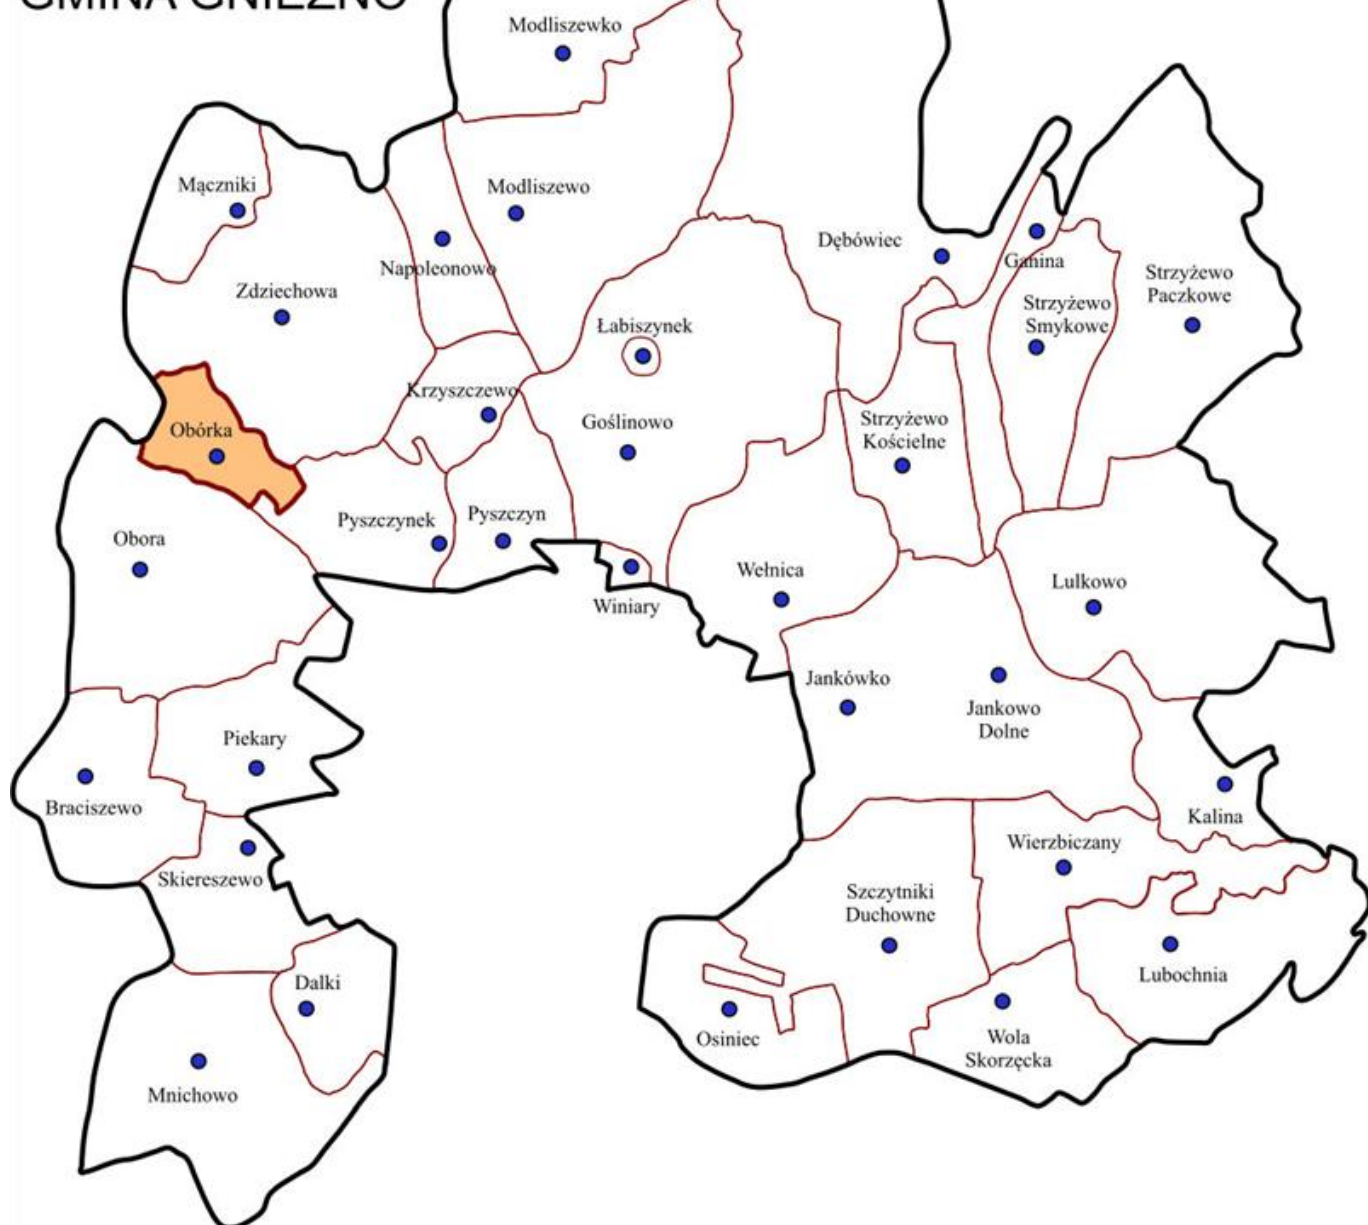 GMINA GNIEZNO
Modliszewko
Mączniki
Modliszewo
Napoleonowo
Dębówiec
Ganina
Strzyżewo
Paczkowe
Zdziechowa
Strzyżewo
Smykowe
Łabiszynek
Krzyszczewo
Goślinowo
Strzyżewo
Kościelne
Obórka
Pyszczynek
Pyszczyn
Obora
Wełnica
Winiary
Lulkowo
Jankówko
Jankowo
Dolne
Piekary
Braciszewo
Kalina
Wierzbiczany
Skiereszewo
Szczytniki
Duchowne
Lubochnia
Dalki
Osiniec
Wola
Skorzęcka
Mnichowo